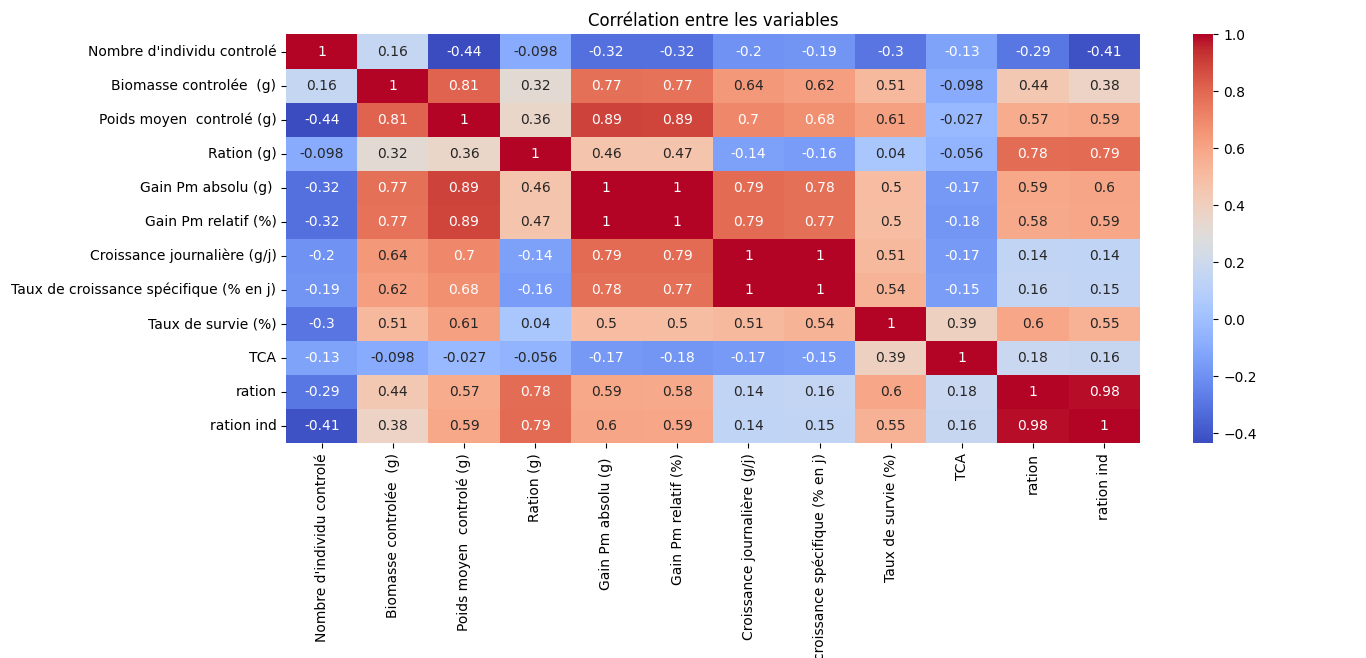 Corrélation entre les variables
Nombre d'individu controlé 1 0.16 -0.44 -0.098 -0.32 -0.32 -0.2 -0.19 -0.3 -0.13 -0.29 -0.41
Biomasse controlée  (g) 0.16 1 0.81 0.32 0.77 0.77 0.64 0.62 0.51 -0.098 0.44 0.38
Poids moyen  controlé (g) -0.44 0.81 1 0.36 0.89 0.89 0.7 0.68 0.61 -0.027 0.57 0.59
Ration (g) -0.098 0.32 0.36 1 0.46 0.47 -0.14 -0.16 0.04 -0.056 0.78 0.79
Gain Pm absolu (g) -0.32 0.77 0.89 0.46 1 1 0.79 0.78 0.5 -0.17 0.59 0.6
Gain Pm relatif (%) -0.32 0.77 0.89 0.47 1 1 0.79 0.77 0.5 -0.18 0.58 0.59
Croissance journalière (g/j) -0.2 0.64 0.7 -0.14 0.79 0.79 1 1 0.51 -0.17 0.14 0.14
Taux de croissance spécifique (% en j) -0.19 0.62 0.68 -0.16 0.78 0.77 1 1 0.54 -0.15 0.16 0.15
Taux de survie (%) -0.3 0.51 0.61 0.04 0.5 0.5 0.51 0.54 1 0.39 0.6 0.55
TCA -0.13 -0.098 -0.027 -0.056 -0.17 -0.18 -0.17 -0.15 0.39 1 0.18 0.16
ration -0.29 0.44 0.57 0.78 0.59 0.58 0.14 0.16 0.6 0.18 1 0.98
ration ind -0.41 0.38 0.59 0.79 0.6 0.59 0.14 0.15 0.55 0.16 0.98 1
Nombre d'individu controlé
Biomasse controlée  (g)
Poids moyen  controlé (g)
Ration (g)
Gain Pm absolu (g)
Gain Pm relatif (%)
Croissance journalière (g/j)
croissance spécifique (% en j)
Taux de survie (%)
TCA
ration
ration ind
1.0
0.8
0.6
0.4
0.2
0.0
−0.2
−0.4